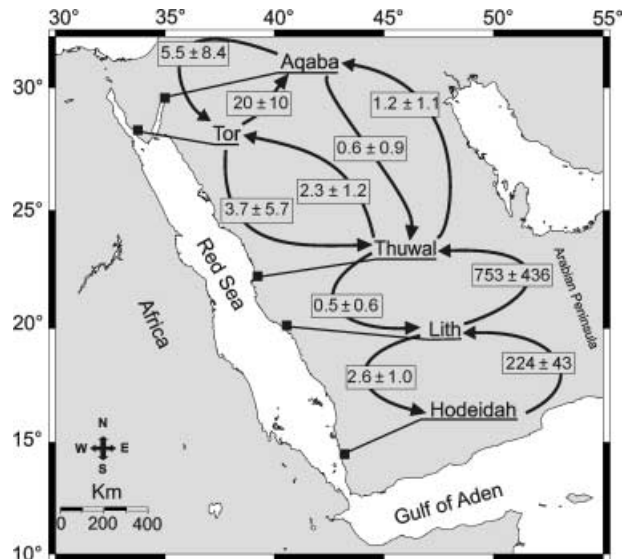 30° 35° 40° 45° 50° 55°
5.5 ± 8.4
Aqaba
30°
20 ± 10
1.2 ± 1.1
Tor
0.6 ± 0.9
2.3 ± 1.2
25°
3.7 ± 5.7
Thuwal
Red Sea
753 ± 436
Arabian Peninsula
Africa
0.5 ± 0.6
20°
Lith
2.6 ± 1.0
224 ± 43
Hodeidah
N
W E
S
15°
Km
Gulf of Aden
0 200 400
10°